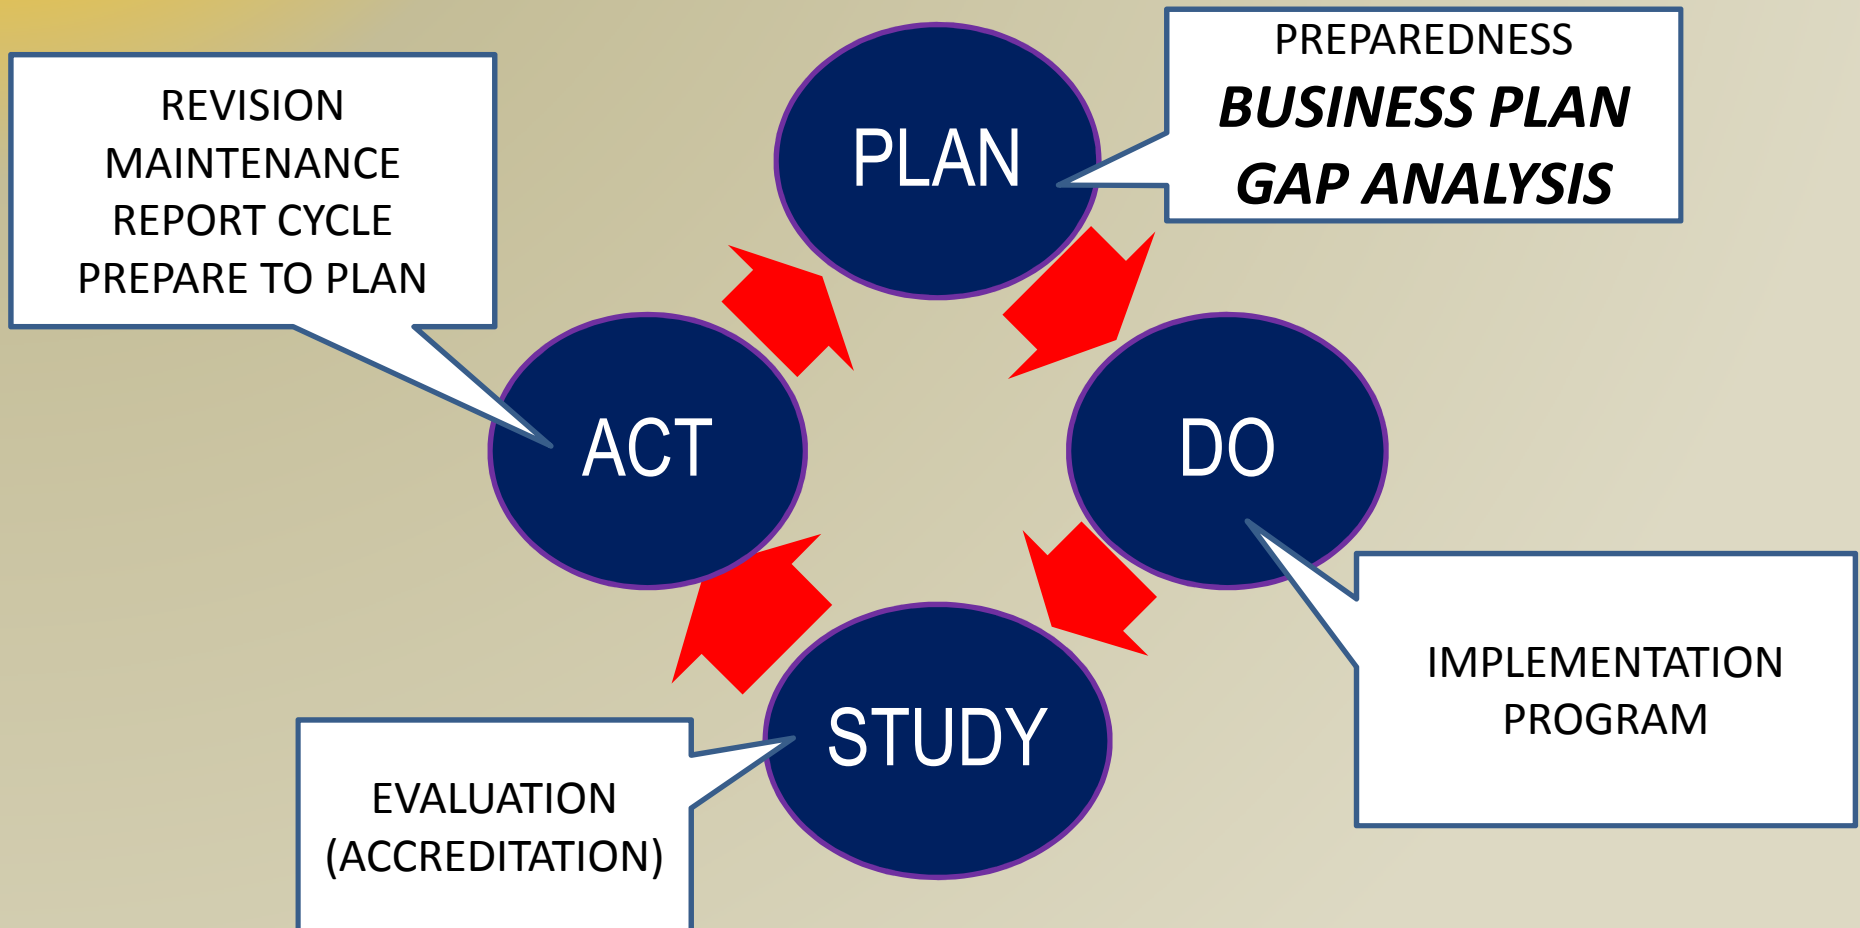 PREPAREDNESS
BUSINESS PLAN
GAP ANALYSIS
PLAN
REVISION
MAINTENANCE
REPORT CYCLE
PREPARE TO PLAN
ACT
DO
IMPLEMENTATION
PROGRAM
STUDY
EVALUATION
(ACCREDITATION)